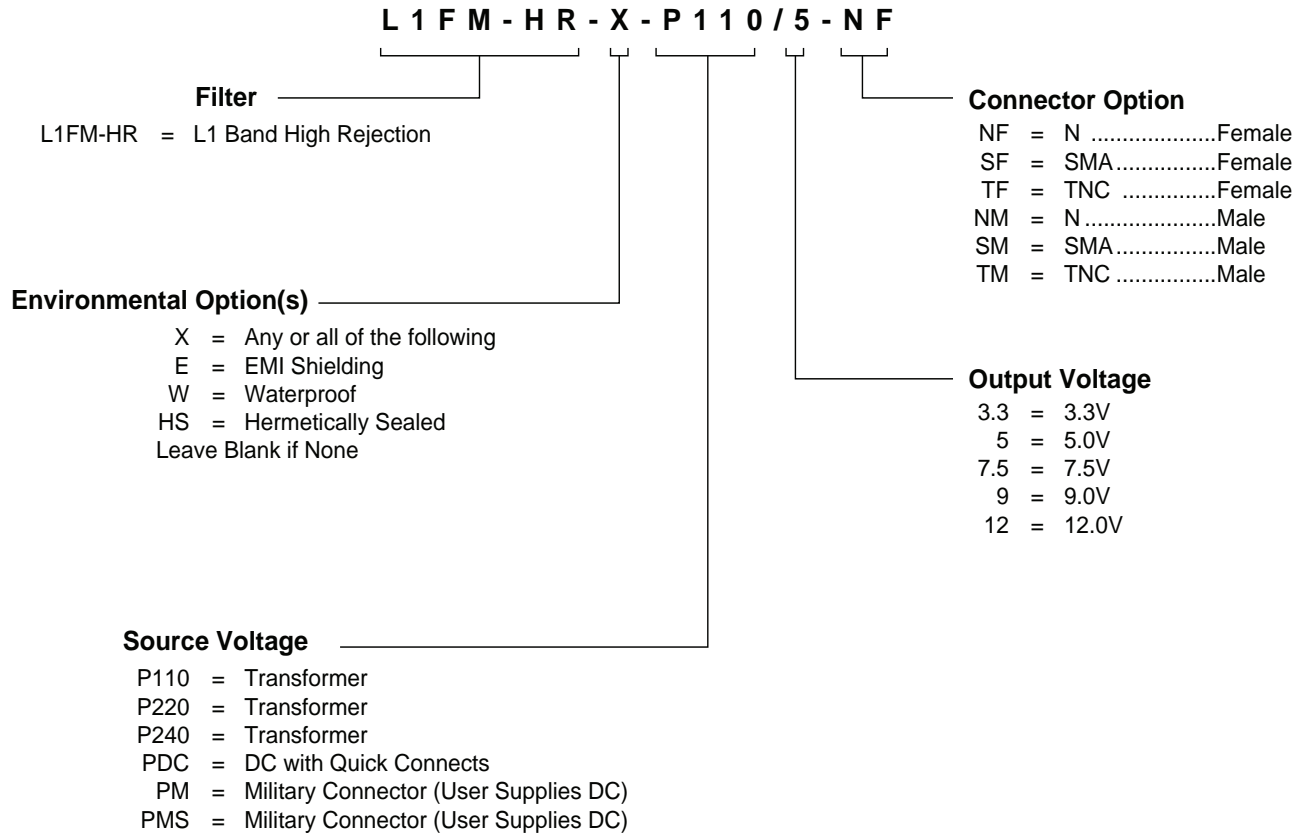 L1FM-HR-X-P110/5-NF
Filter
L1FM-HR = L1 Band High Rejection
Environmental Option(s)
X = Any or all of the following
E = EMI Shielding
W = Waterproof
HS = Hermetically Sealed
Leave Blank if None
Source Voltage
P110 = Transformer
P220 = Transformer
P240 = Transformer
PDC = DC with Quick Connects
PM = Military Connector (User Supplies DC)
PMS = Military Connector (User Supplies DC)
Connector Option
NF = N ....................Female
SF = SMA................Female
TF = TNC ...............Female
NM = N .....................Male
SM = SMA................Male
TM = TNC ................Male
Output Voltage
3.3 = 3.3V
5 = 5.0V
7.5 = 7.5V
9 = 9.0V
12 = 12.0V